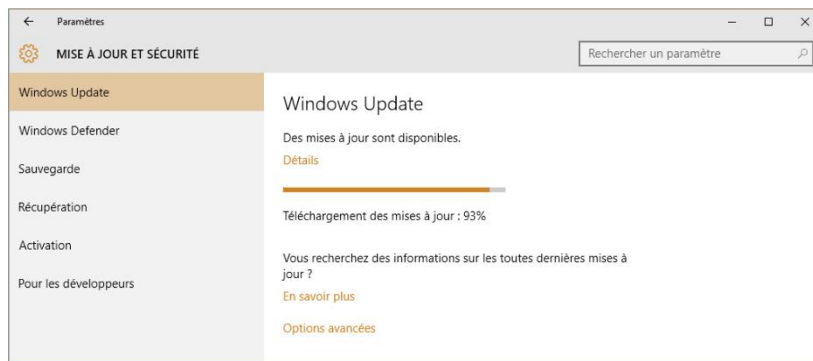 Paramètres
MISE À JOUR ET SÉCURITÉ
Rechercher un paramètre
Windows Update
Windows Defender
Sauvegarde
Récupération
Activation
Pour les développeurs
Windows Update
Des mises à jour sont disponibles.
Détails
Téléchargement des mises à jour : 93%
Vous recherchez des informations sur les toutes dernières mises à
jour ?
En savoir plus
Options avancées